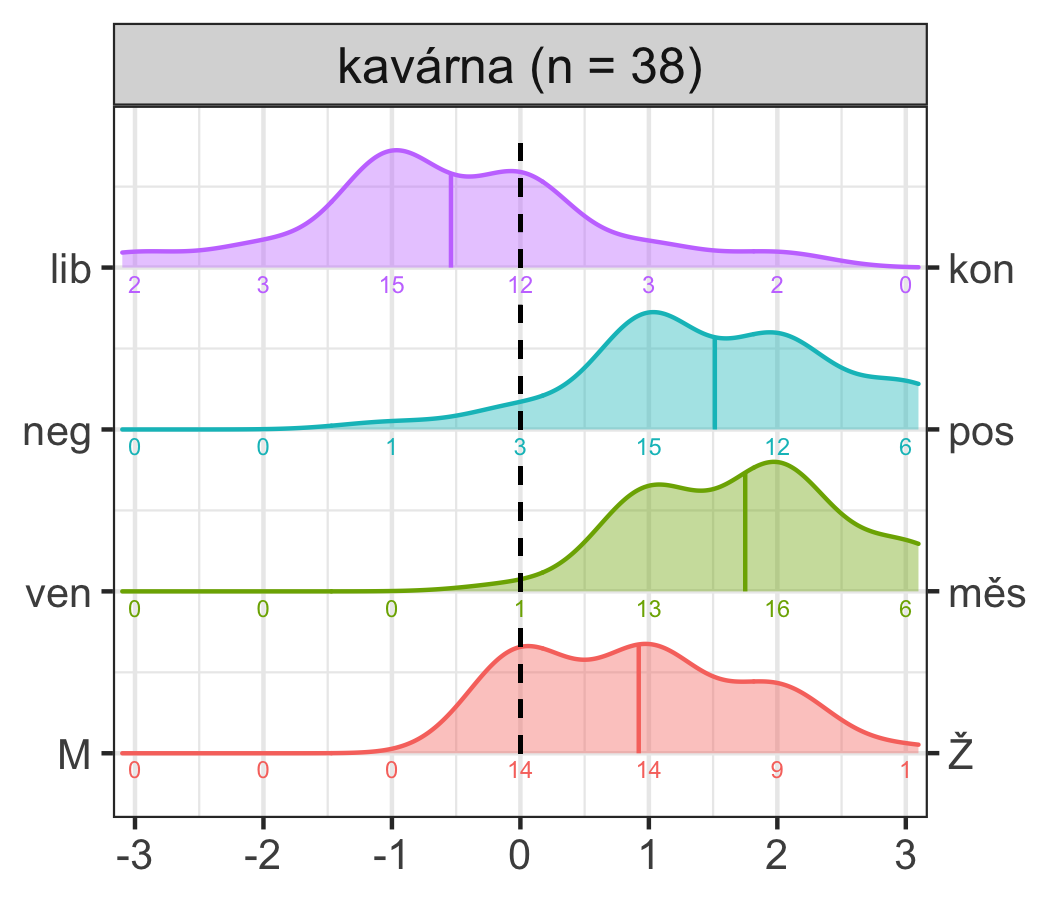 kavárna (n = 38)
lib kon
2 3 15 12 3 2 0
neg pos
0 0 1 3 15 12 6
ven měs
0 0 0 1 13 16 6
M Ž
0 0 0 14 14 9 1
-3 -2 -1 0 1 2 3